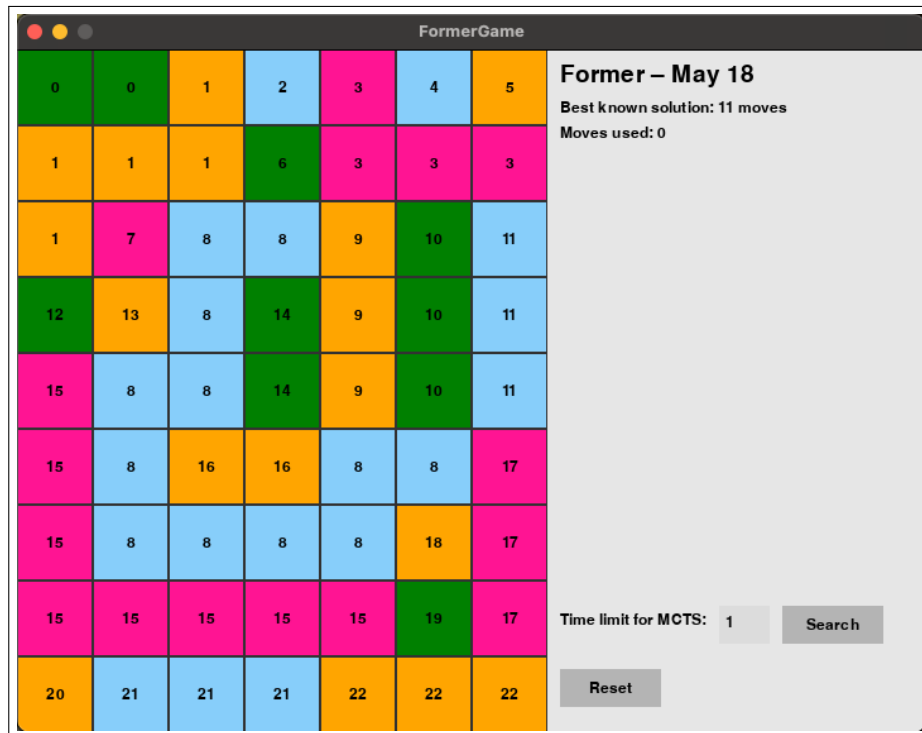 FormerGame
0 0 1 2 3 4 5
1 1 1 6 3 3 3
1 7 8 8 9 10 11
12 13 8 14 9 10 11
15 8 8 14 9 10 11
15 8 16 16 8 8 17
15 8 8 8 8 18 17
15 15 15 15 15 19 17
20 21 21 21 22 22 22
Former – May 18
Best known solution: 11 moves
Moves used: 0
Time limit for MCTS: 1 Search
Reset